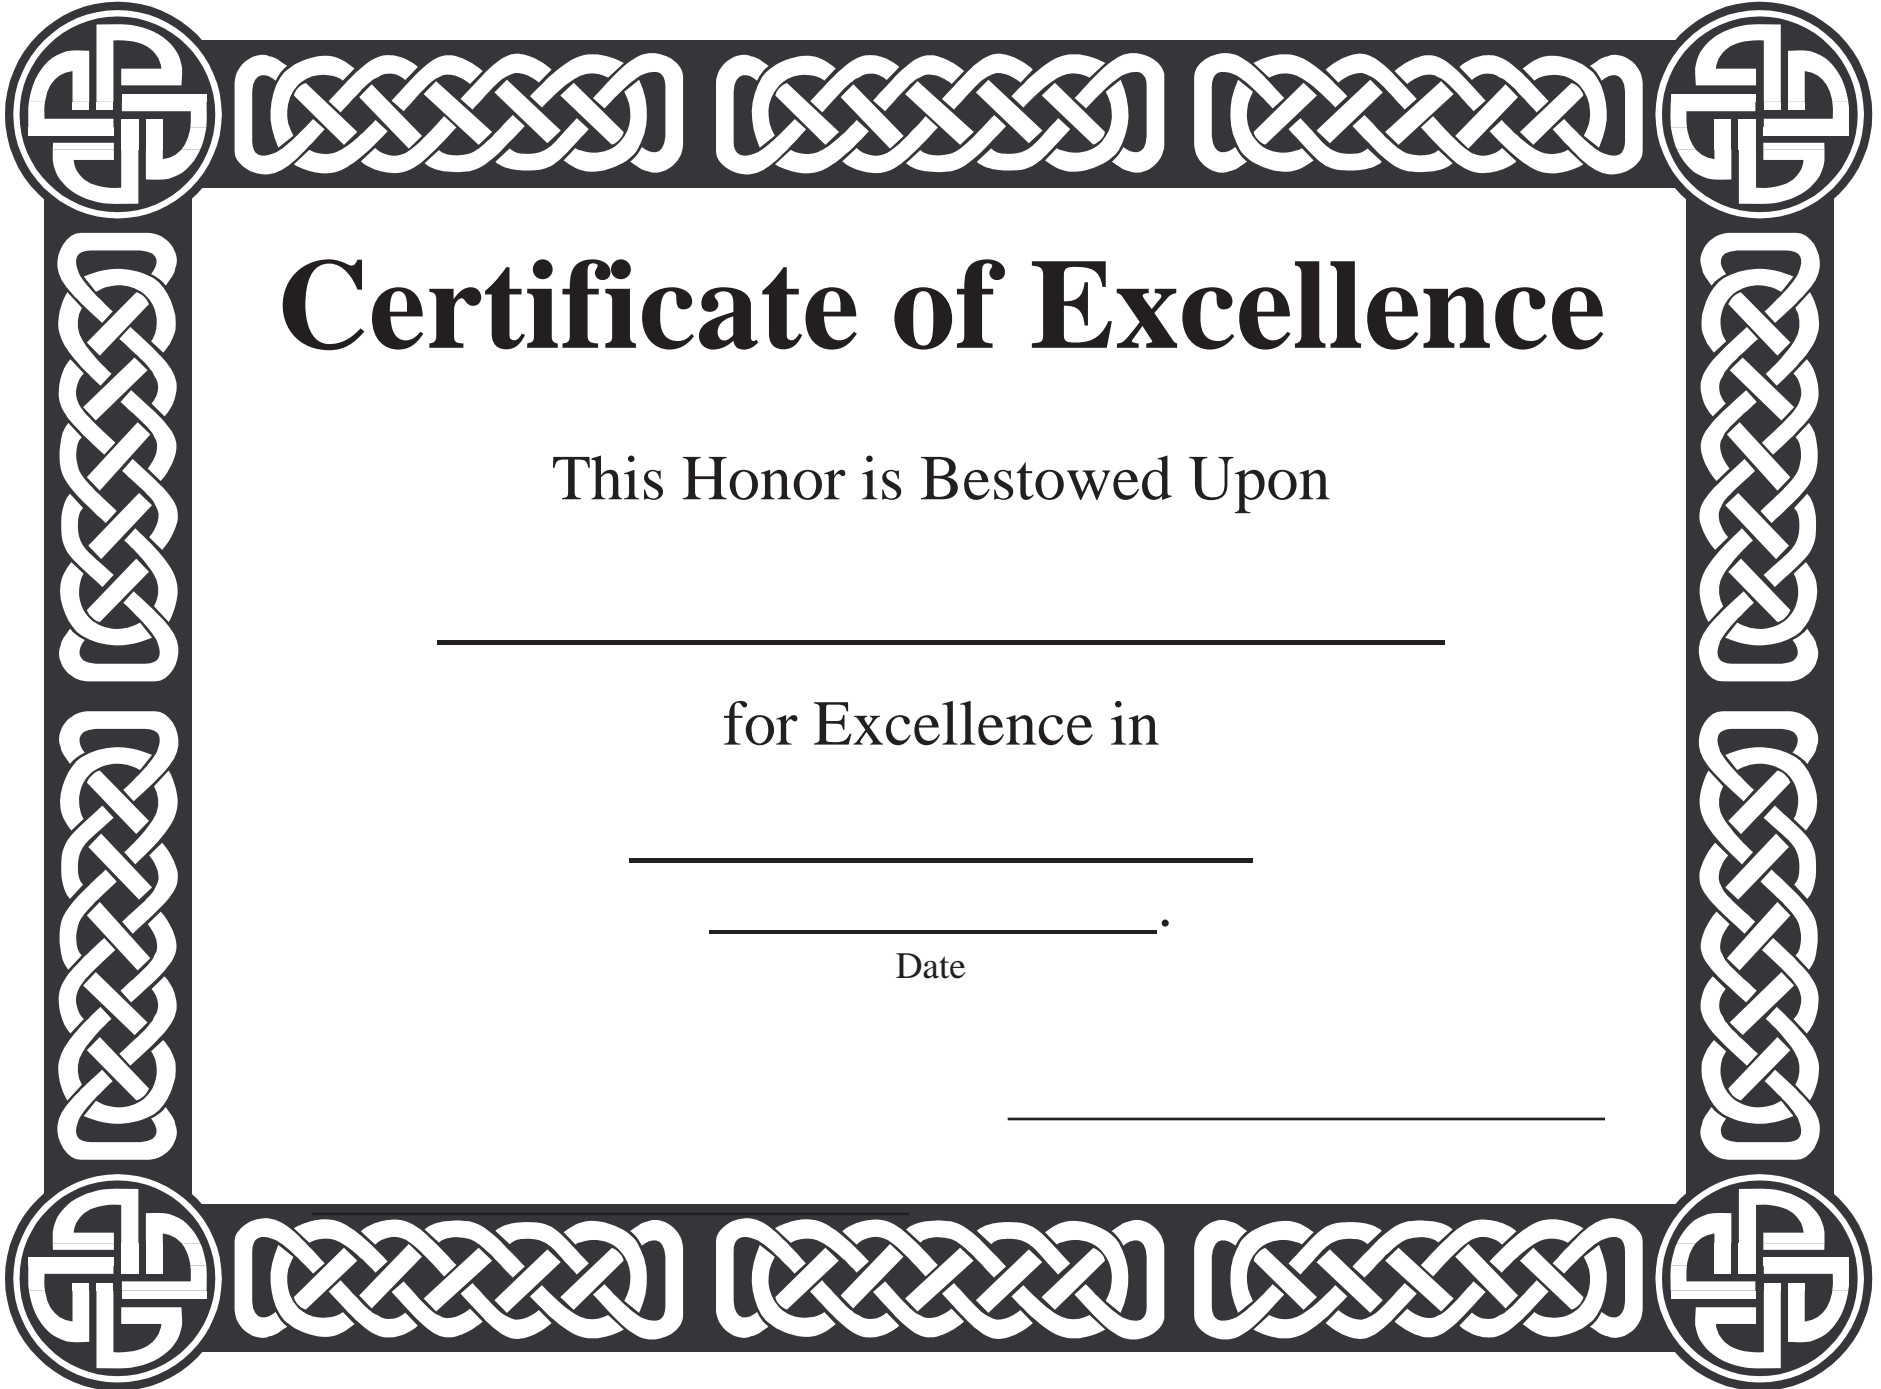 Certificate of Excellence
This Honor is Bestowed Upon
for Excellence in
.
Date